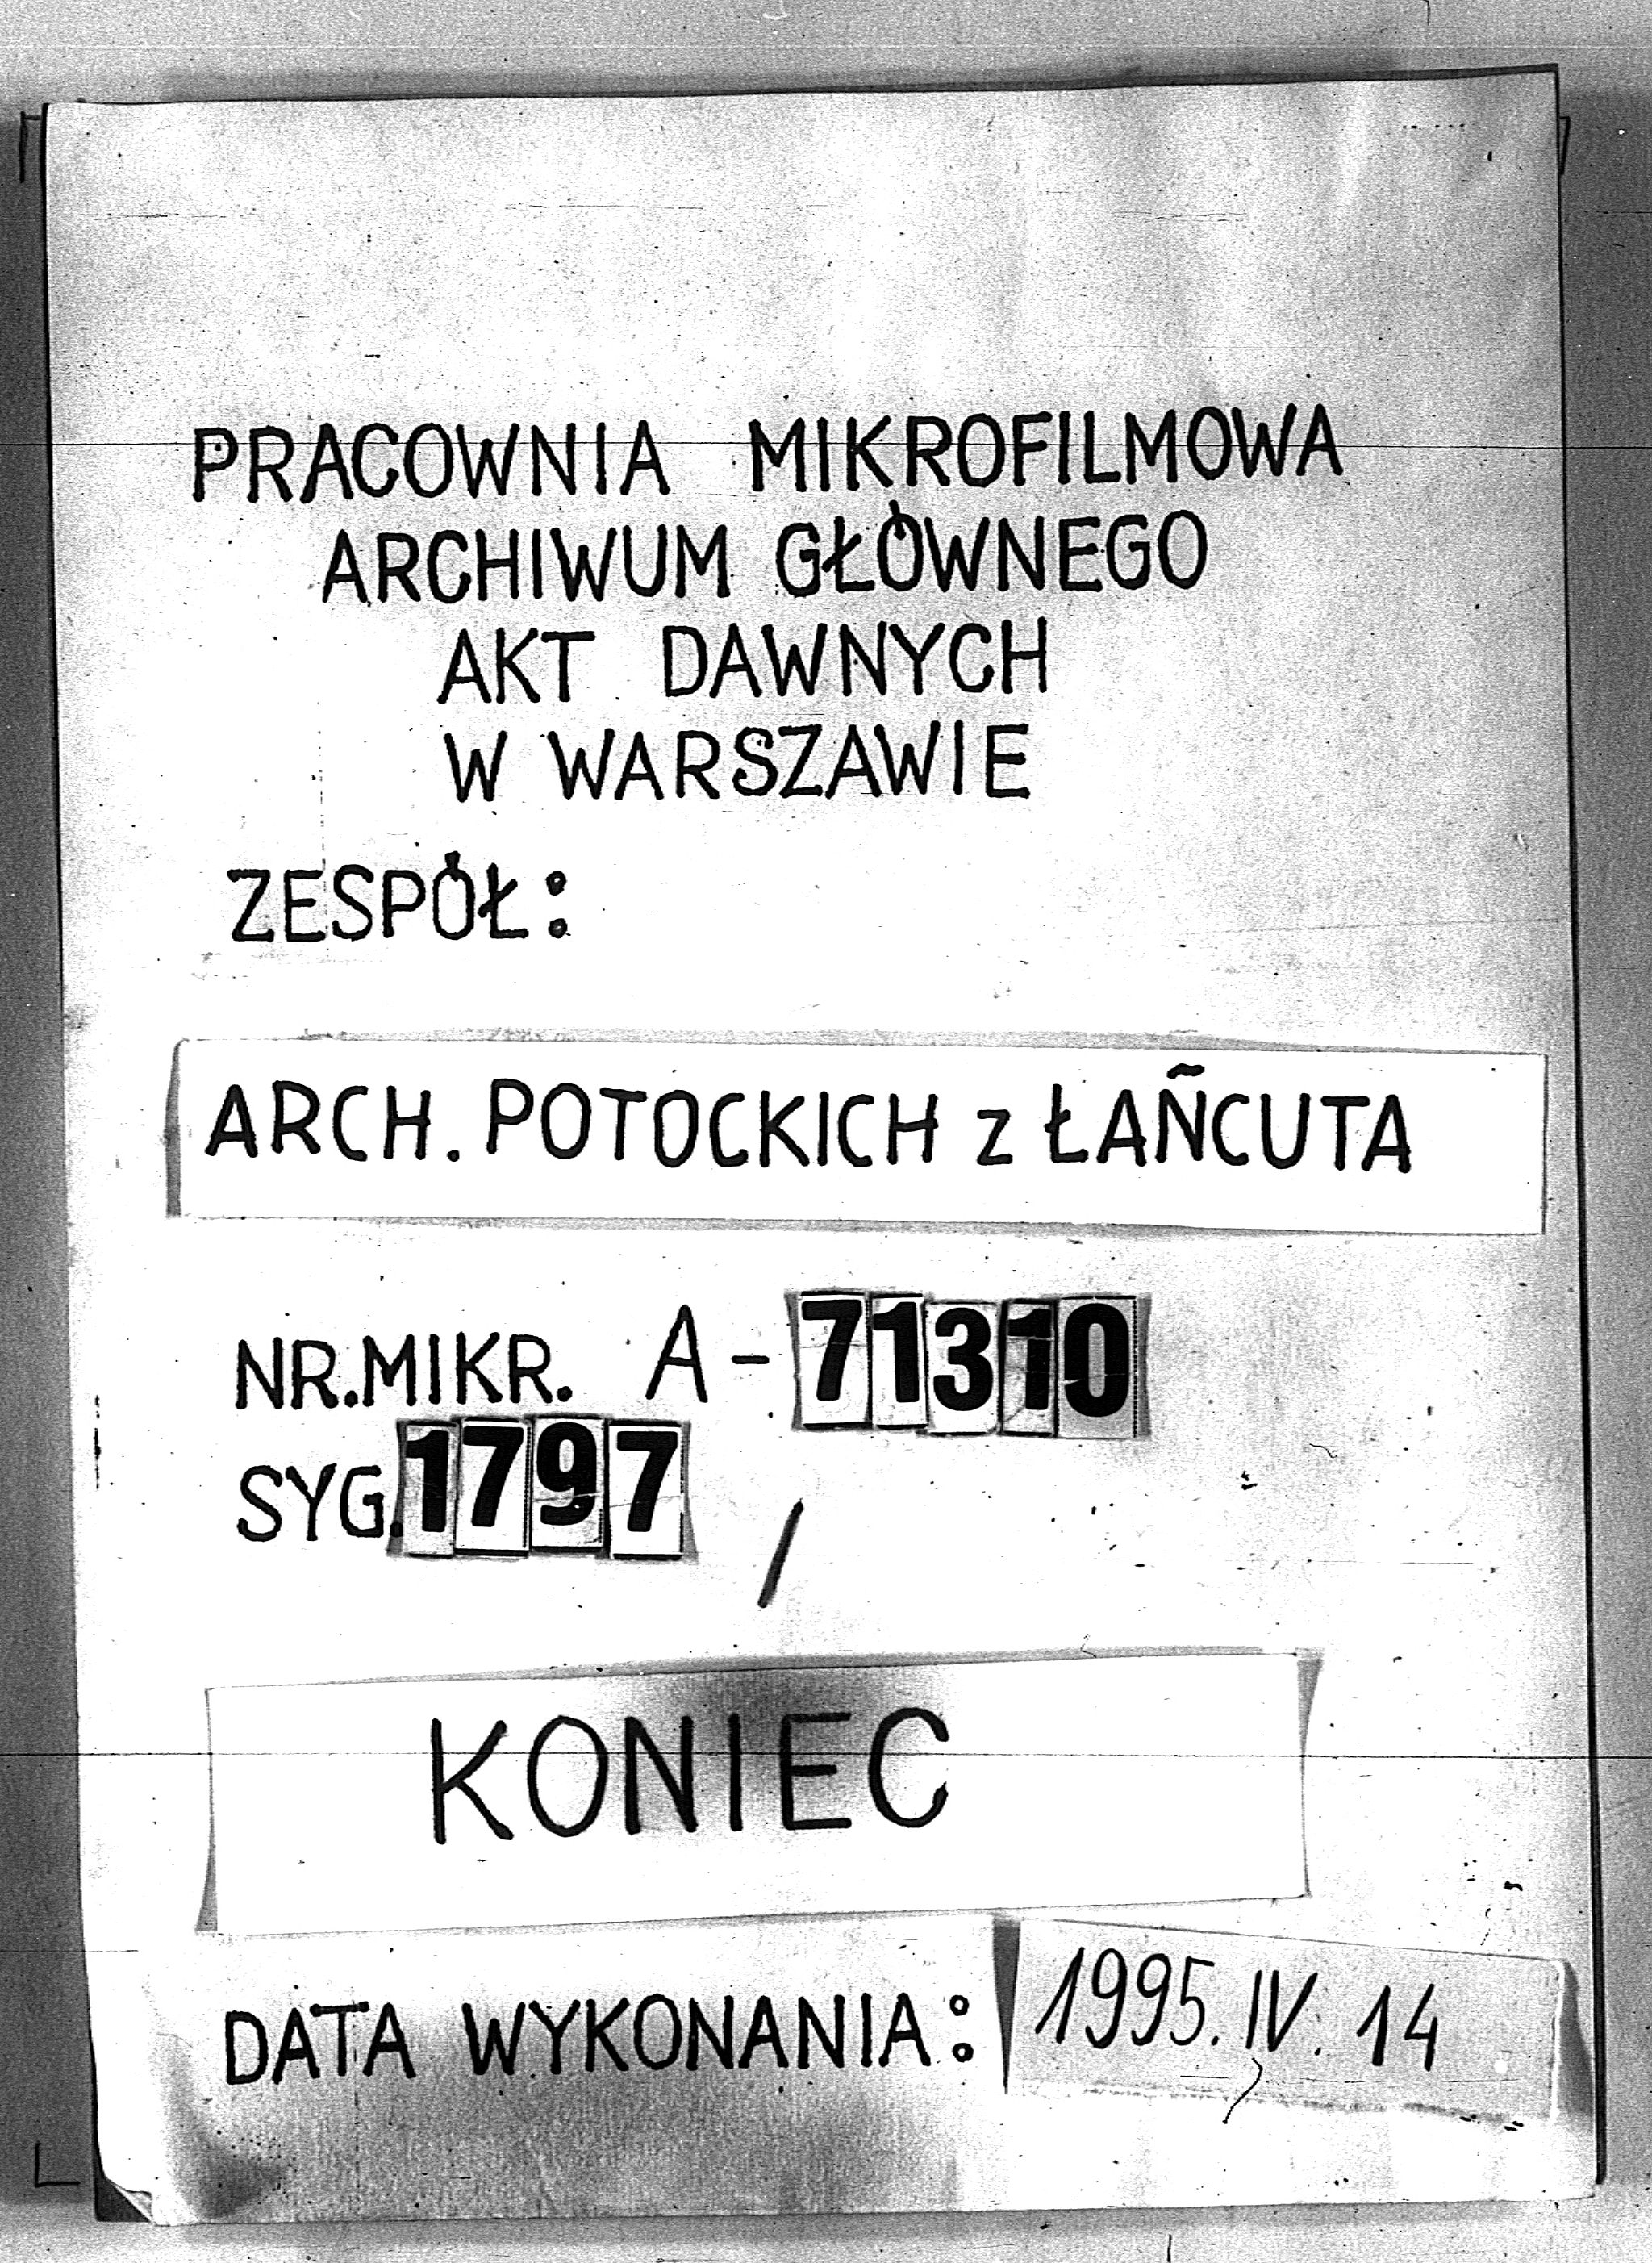 PRACOWNIA MIKROFILMOWA
ARCHIWUM GŁÓWNEGO
AKT DAWNYCH
W WARSZAWIE
ZESPÓŁ:
ARCH. POTOCKICH z ŁAŃCUTA
NR.MIKR. A-71310
SYG.1797 /
KONIEC
DATA WYKONANIA: 1995. IV. 14